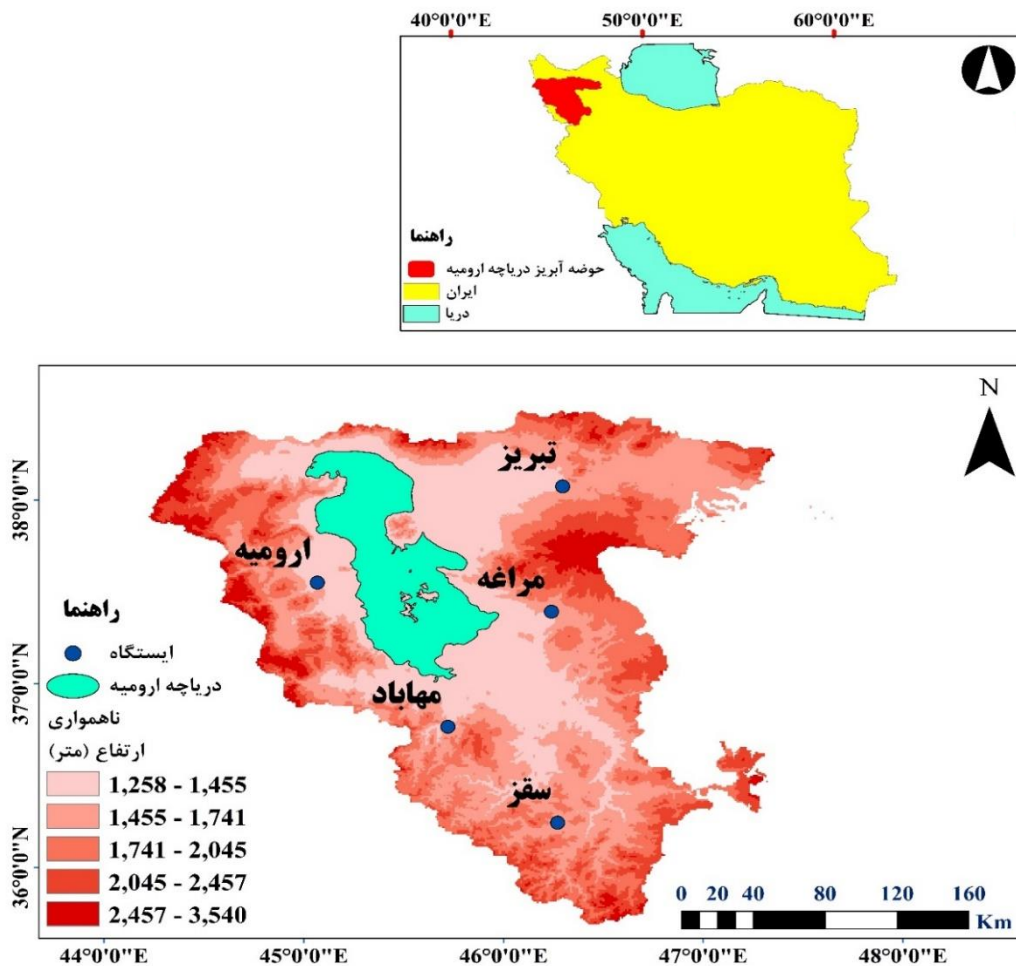 40°0'0"E 50°0'0"E 60°0'0"E
راهنما
حوضه آبریز دریاچه ارومیه
ایران
دریا
N
38°0'0"N
37°0'0"N
36°0'0"N
تبریز
ارومیه
مراغه
مهاباد
سقز
راهنما
ایستگاه
دریاچه ارومیه
ناهمواری
ارتفاع (متر)
1,258 - 1,455
1,455 - 1,741
1,741 - 2,045
2,045 - 2,457
2,457 - 3,540
0 20 40 80 120 160
Km
44°0'0"E 45°0'0"E 46°0'0"E 47°0'0"E 48°0'0"E